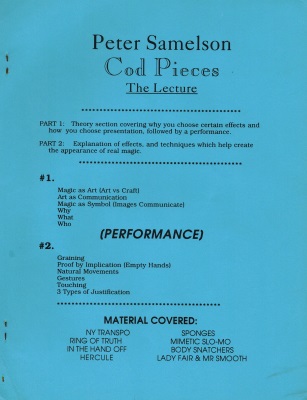 Peter Samelson
Cod Pieces
The Lecture
PART 1: Theory section covering why you choose certain effects and
how you choose presentation, followed by a performance.
PART 2: Explanation of effects, and techniques which help create
the appearance of real magic.
#1.
Magic as Art (Art vs Craft)
Art as Communication
Magic as Symbol (Images Communicate)
Why
What
Who
(PERFORMANCE)
#2.
Graining
Proof by Implication (Empty Hands)
Natural Movements
Gestures
Touching
3 Types of Justification
MATERIAL COVERED:
NY TRANSPO SPONGES
RING OF TRUTH MIMETIC SLO-MO
IN THE HAND OFF BODY SNATCHERS
HERCULE LADY FAIR & MR SMOOTH